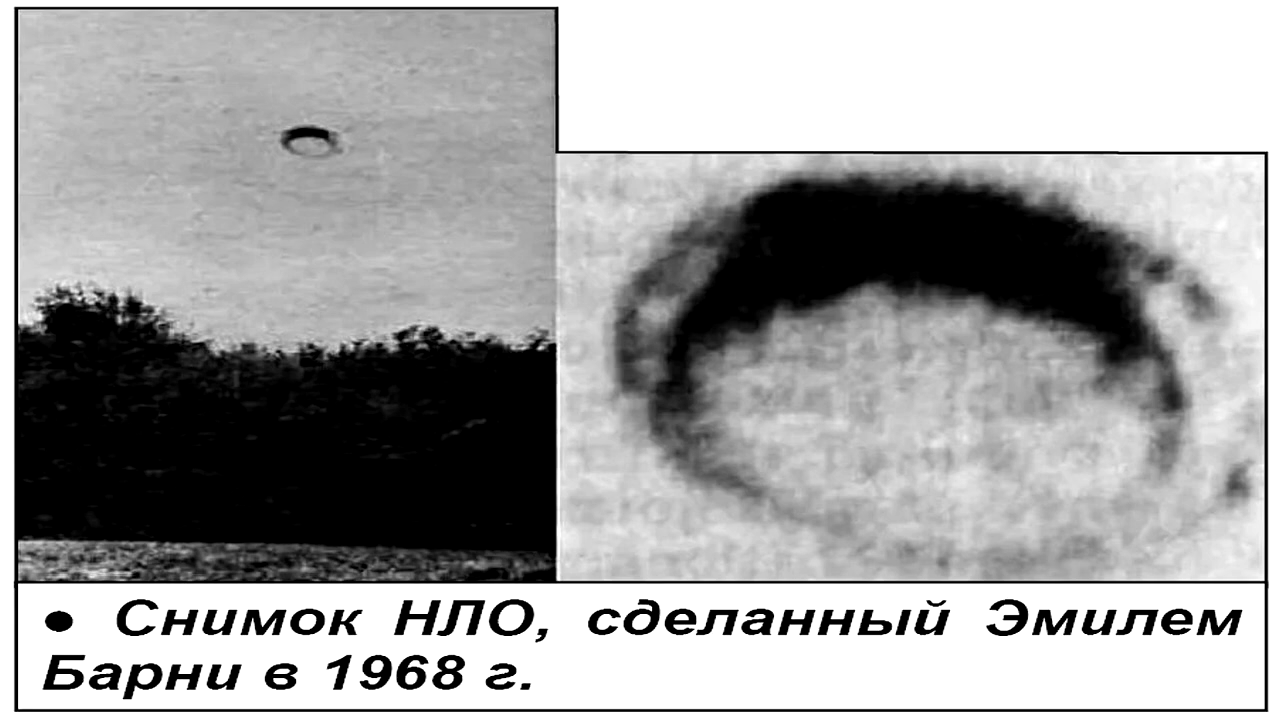 ● Снимок НЛО, сделанный Эмилем
Барни в 1968 г.